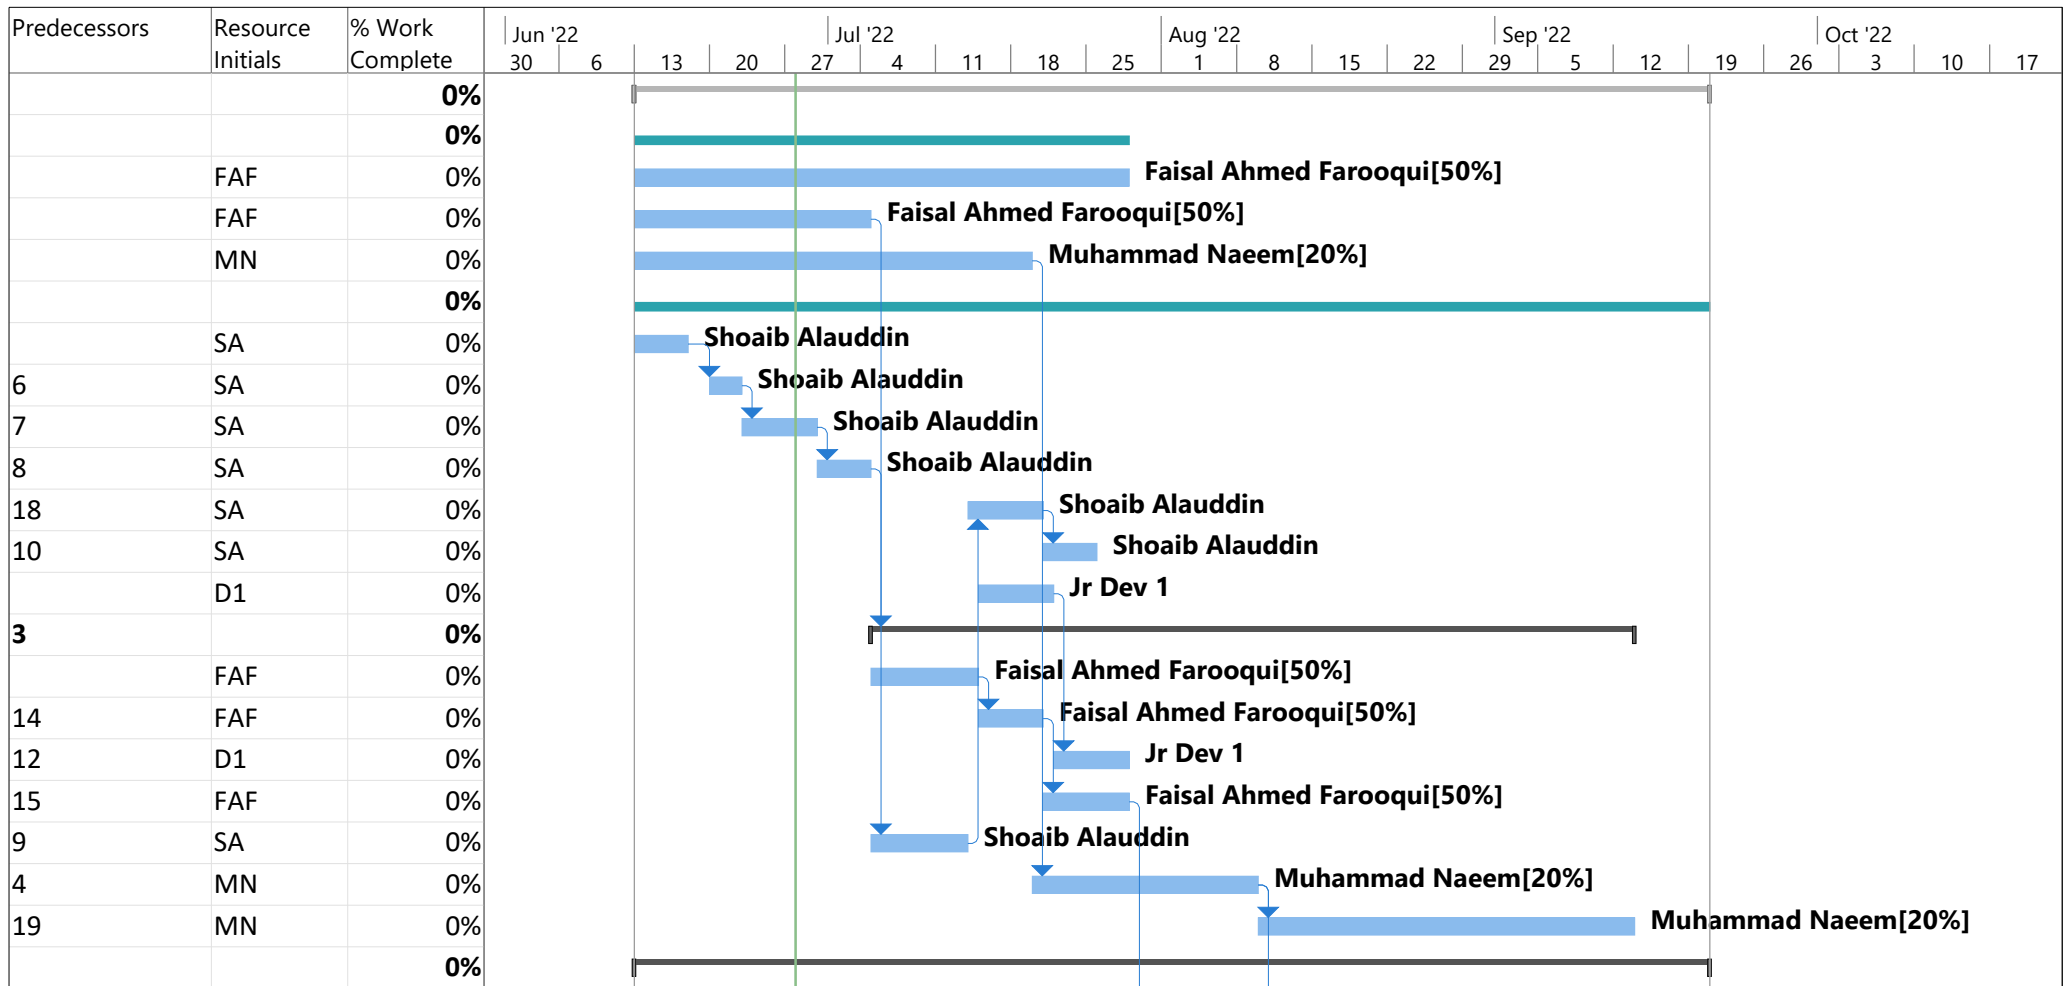 Predecessors Resource Initials % Work Complete
Jun '22 Jul '22 Aug '22 Sep '22 Oct '22
30 6 13 20 27 4 11 18 25 1 8 15 22 29 5 12 19 26 3 10 17
0%
0%
FAF 0% Faisal Ahmed Farooqui[50%]
FAF 0% Faisal Ahmed Farooqui[50%]
MN 0% Muhammad Naeem[20%]
0%
SA 0% Shoaib Alauddin
6 SA 0% Shoaib Alauddin
7 SA 0% Shoaib Alauddin
8 SA 0% Shoaib Alauddin
18 SA 0% Shoaib Alauddin
10 SA 0% Shoaib Alauddin
D1 0% Jr Dev 1
3 0%
FAF 0% Faisal Ahmed Farooqui[50%]
14 FAF 0% Faisal Ahmed Farooqui[50%]
12 D1 0% Jr Dev 1
15 FAF 0% Faisal Ahmed Farooqui[50%]
9 SA 0% Shoaib Alauddin
4 MN 0% Muhammad Naeem[20%]
19 MN 0% Muhammad Naeem[20%]
0%